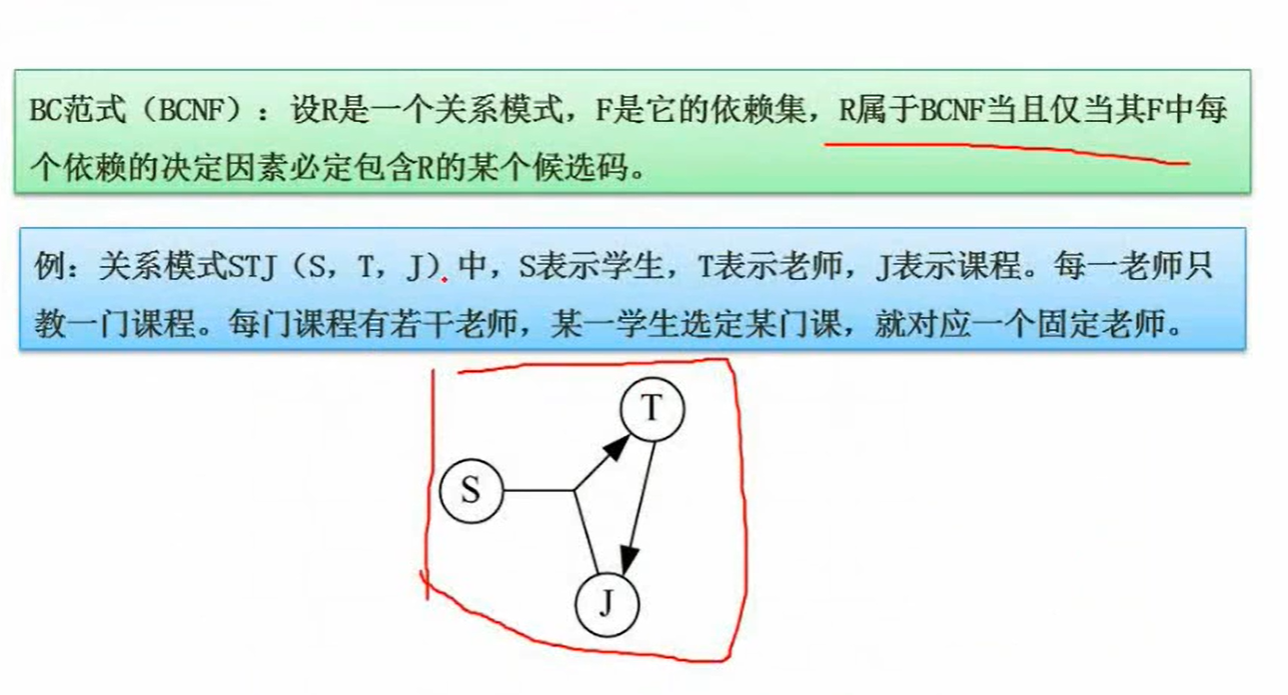 BC范式（BCNF）：设R是一个关系模式，F是它的依赖集，R属于BCNF当且仅当其F中每
个依赖的决定因素必定包含R的某个候选码。
例：关系模式STJ（S，T，J）中，S表示学生，T表示老师，J表示课程。每一老师只
教一门课程。每门课程有若干老师，某一学生选定某门课，就对应一个固定老师。
T
S
J